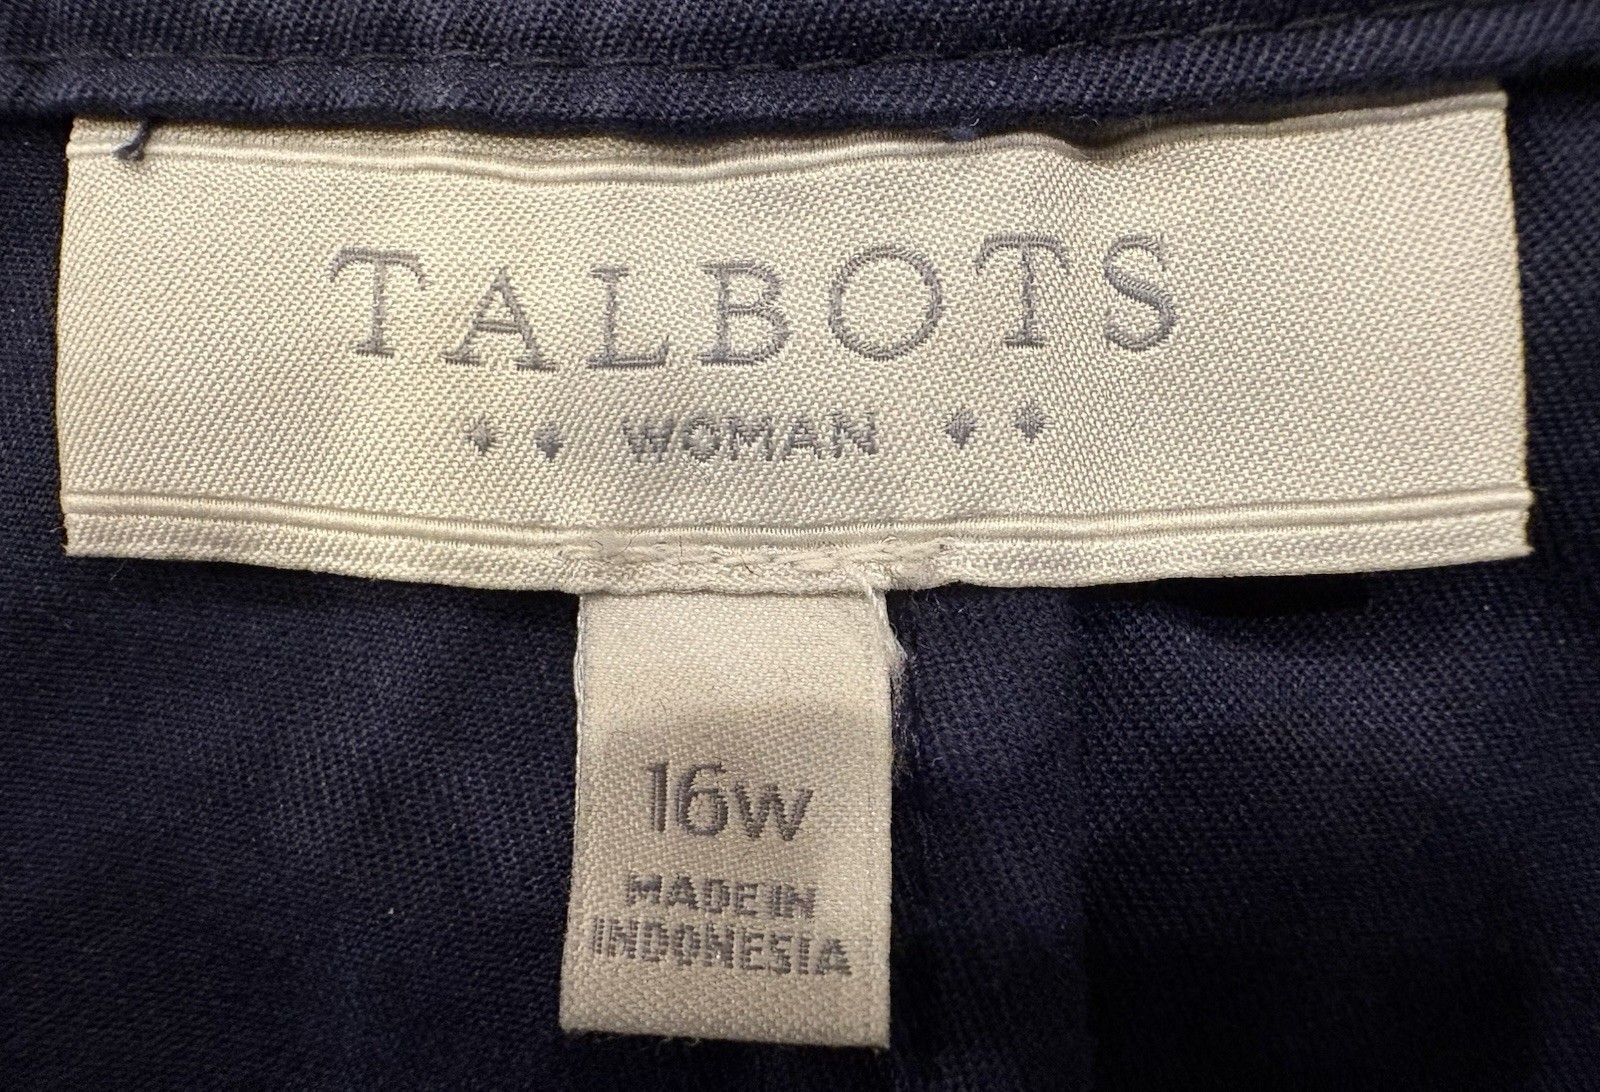 TALBOTS
WOMAN
16W
MADE IN
INDONESIA